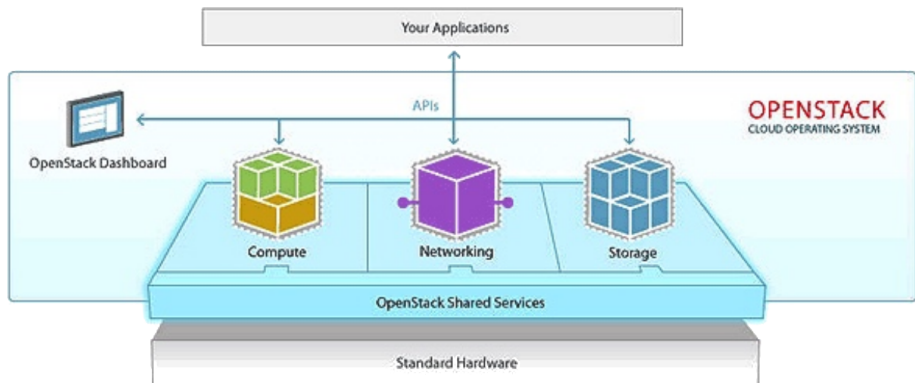 Your Applications
APIs
OPENSTACK
CLOUD OPERATING SYSTEM
OpenStack Dashboard
Compute
Networking
Storage
OpenStack Shared Services
Standard Hardware